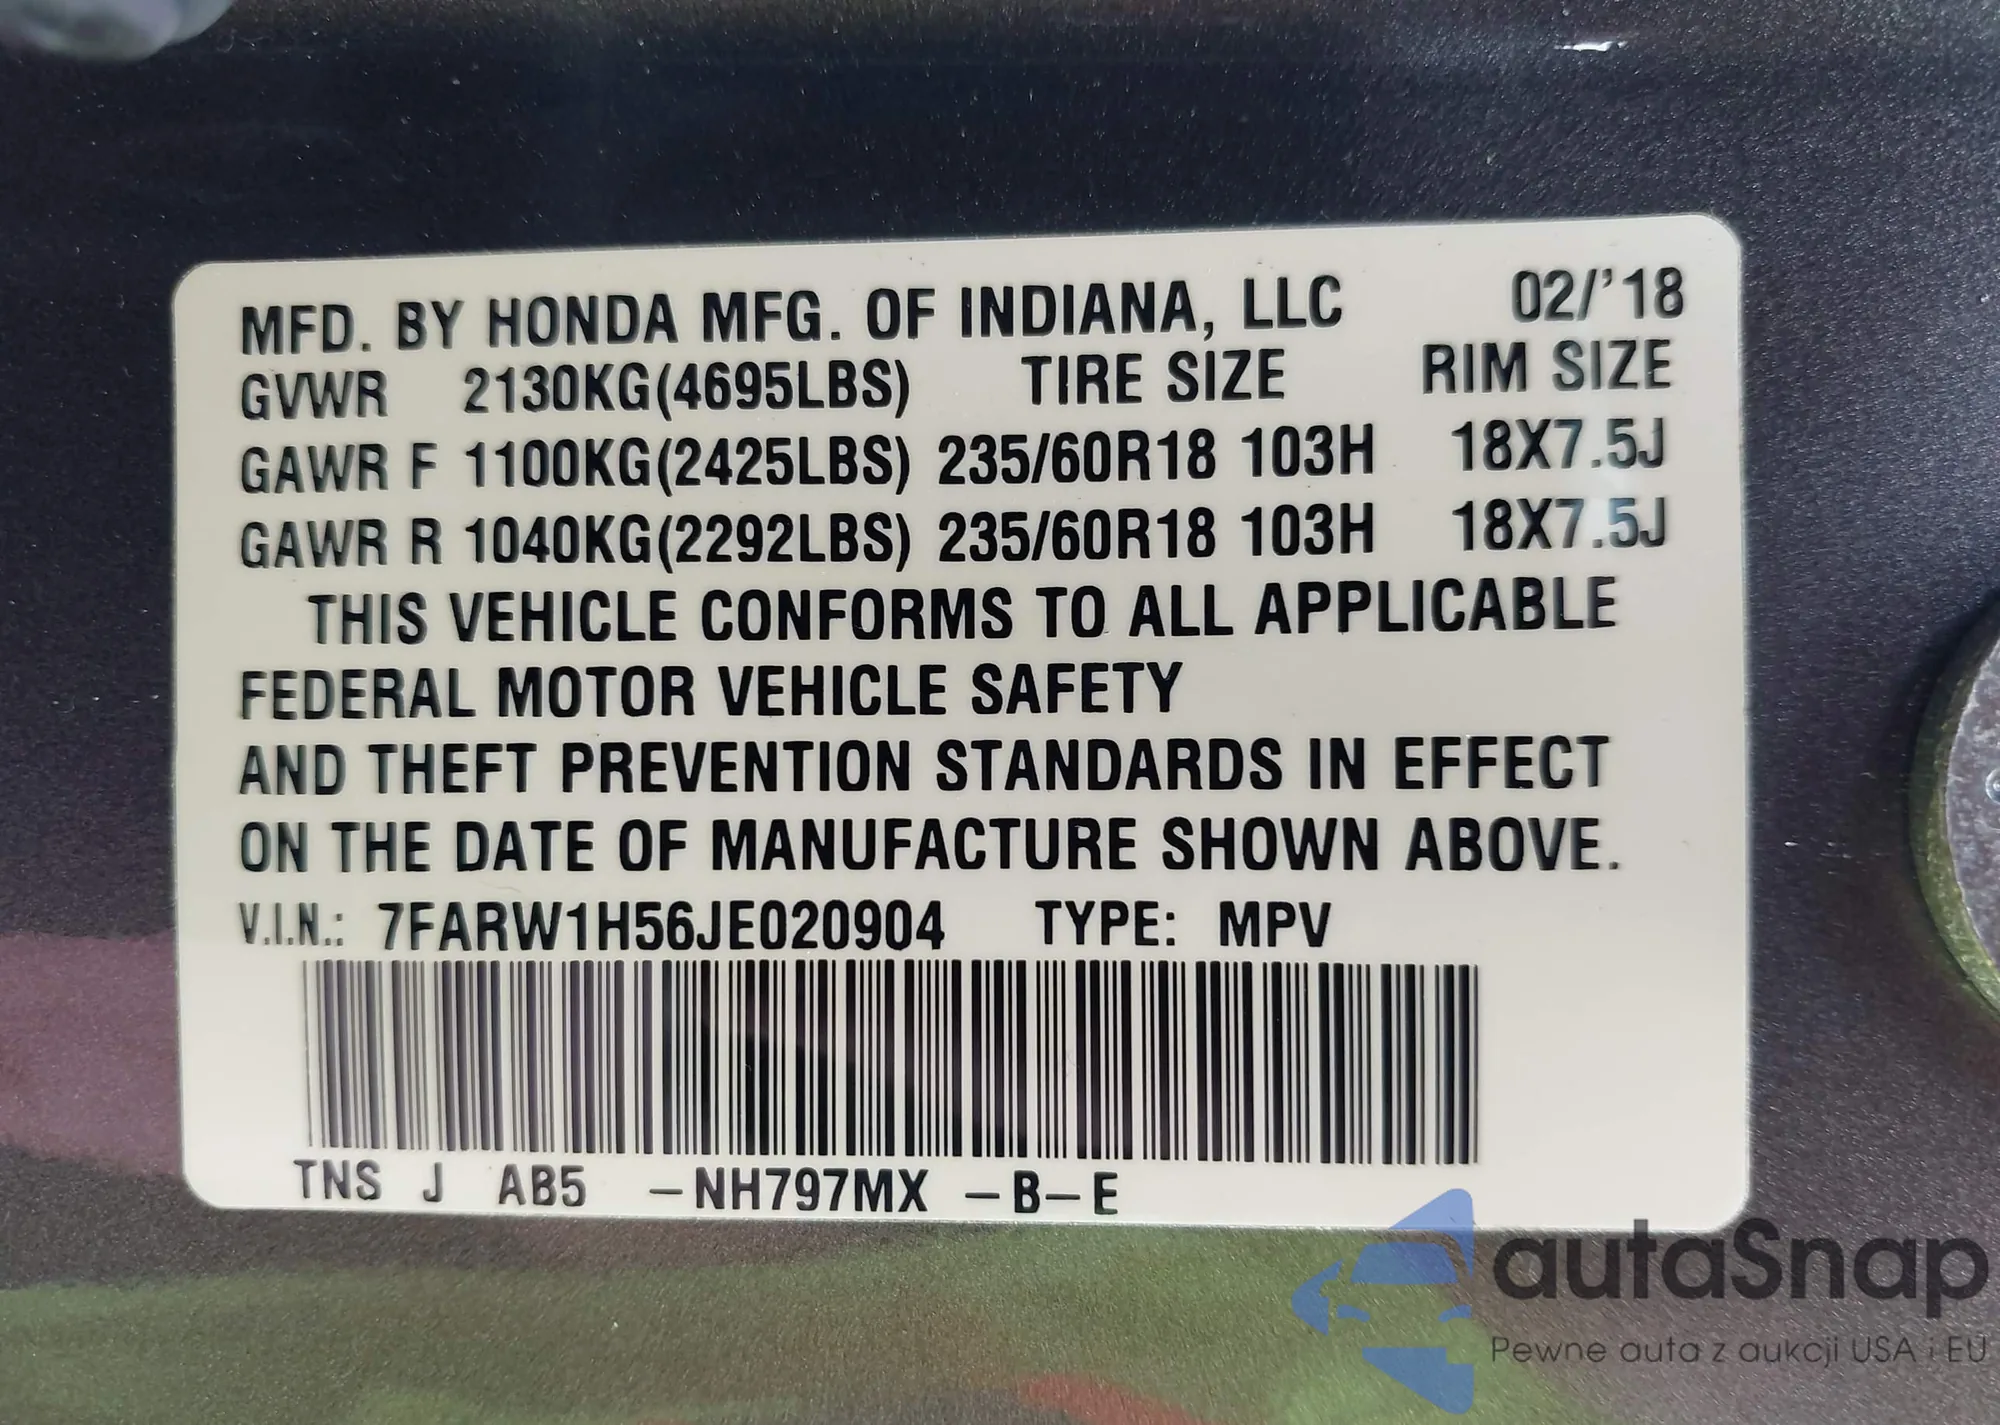 MFD. BY HONDA MFG. OF INDIANA, LLC 02/'18
GVWR 2130KG(4695LBS) TIRE SIZE RIM SIZE
GAWR F 1100KG(2425LBS) 235/60R18 103H 18X7.5J
GAWR R 1040KG(2292LBS) 235/60R18 103H 18X7.5J
THIS VEHICLE CONFORMS TO ALL APPLICABLE
FEDERAL MOTOR VEHICLE SAFETY
AND THEFT PREVENTION STANDARDS IN EFFECT
ON THE DATE OF MANUFACTURE SHOWN ABOVE.
V.I.N.: 7FARW1H56JE020904 TYPE: MPV
TNS J AB5 -NH797MX -B-E
autaSnap
Pewne auta z aukcji USA i EU